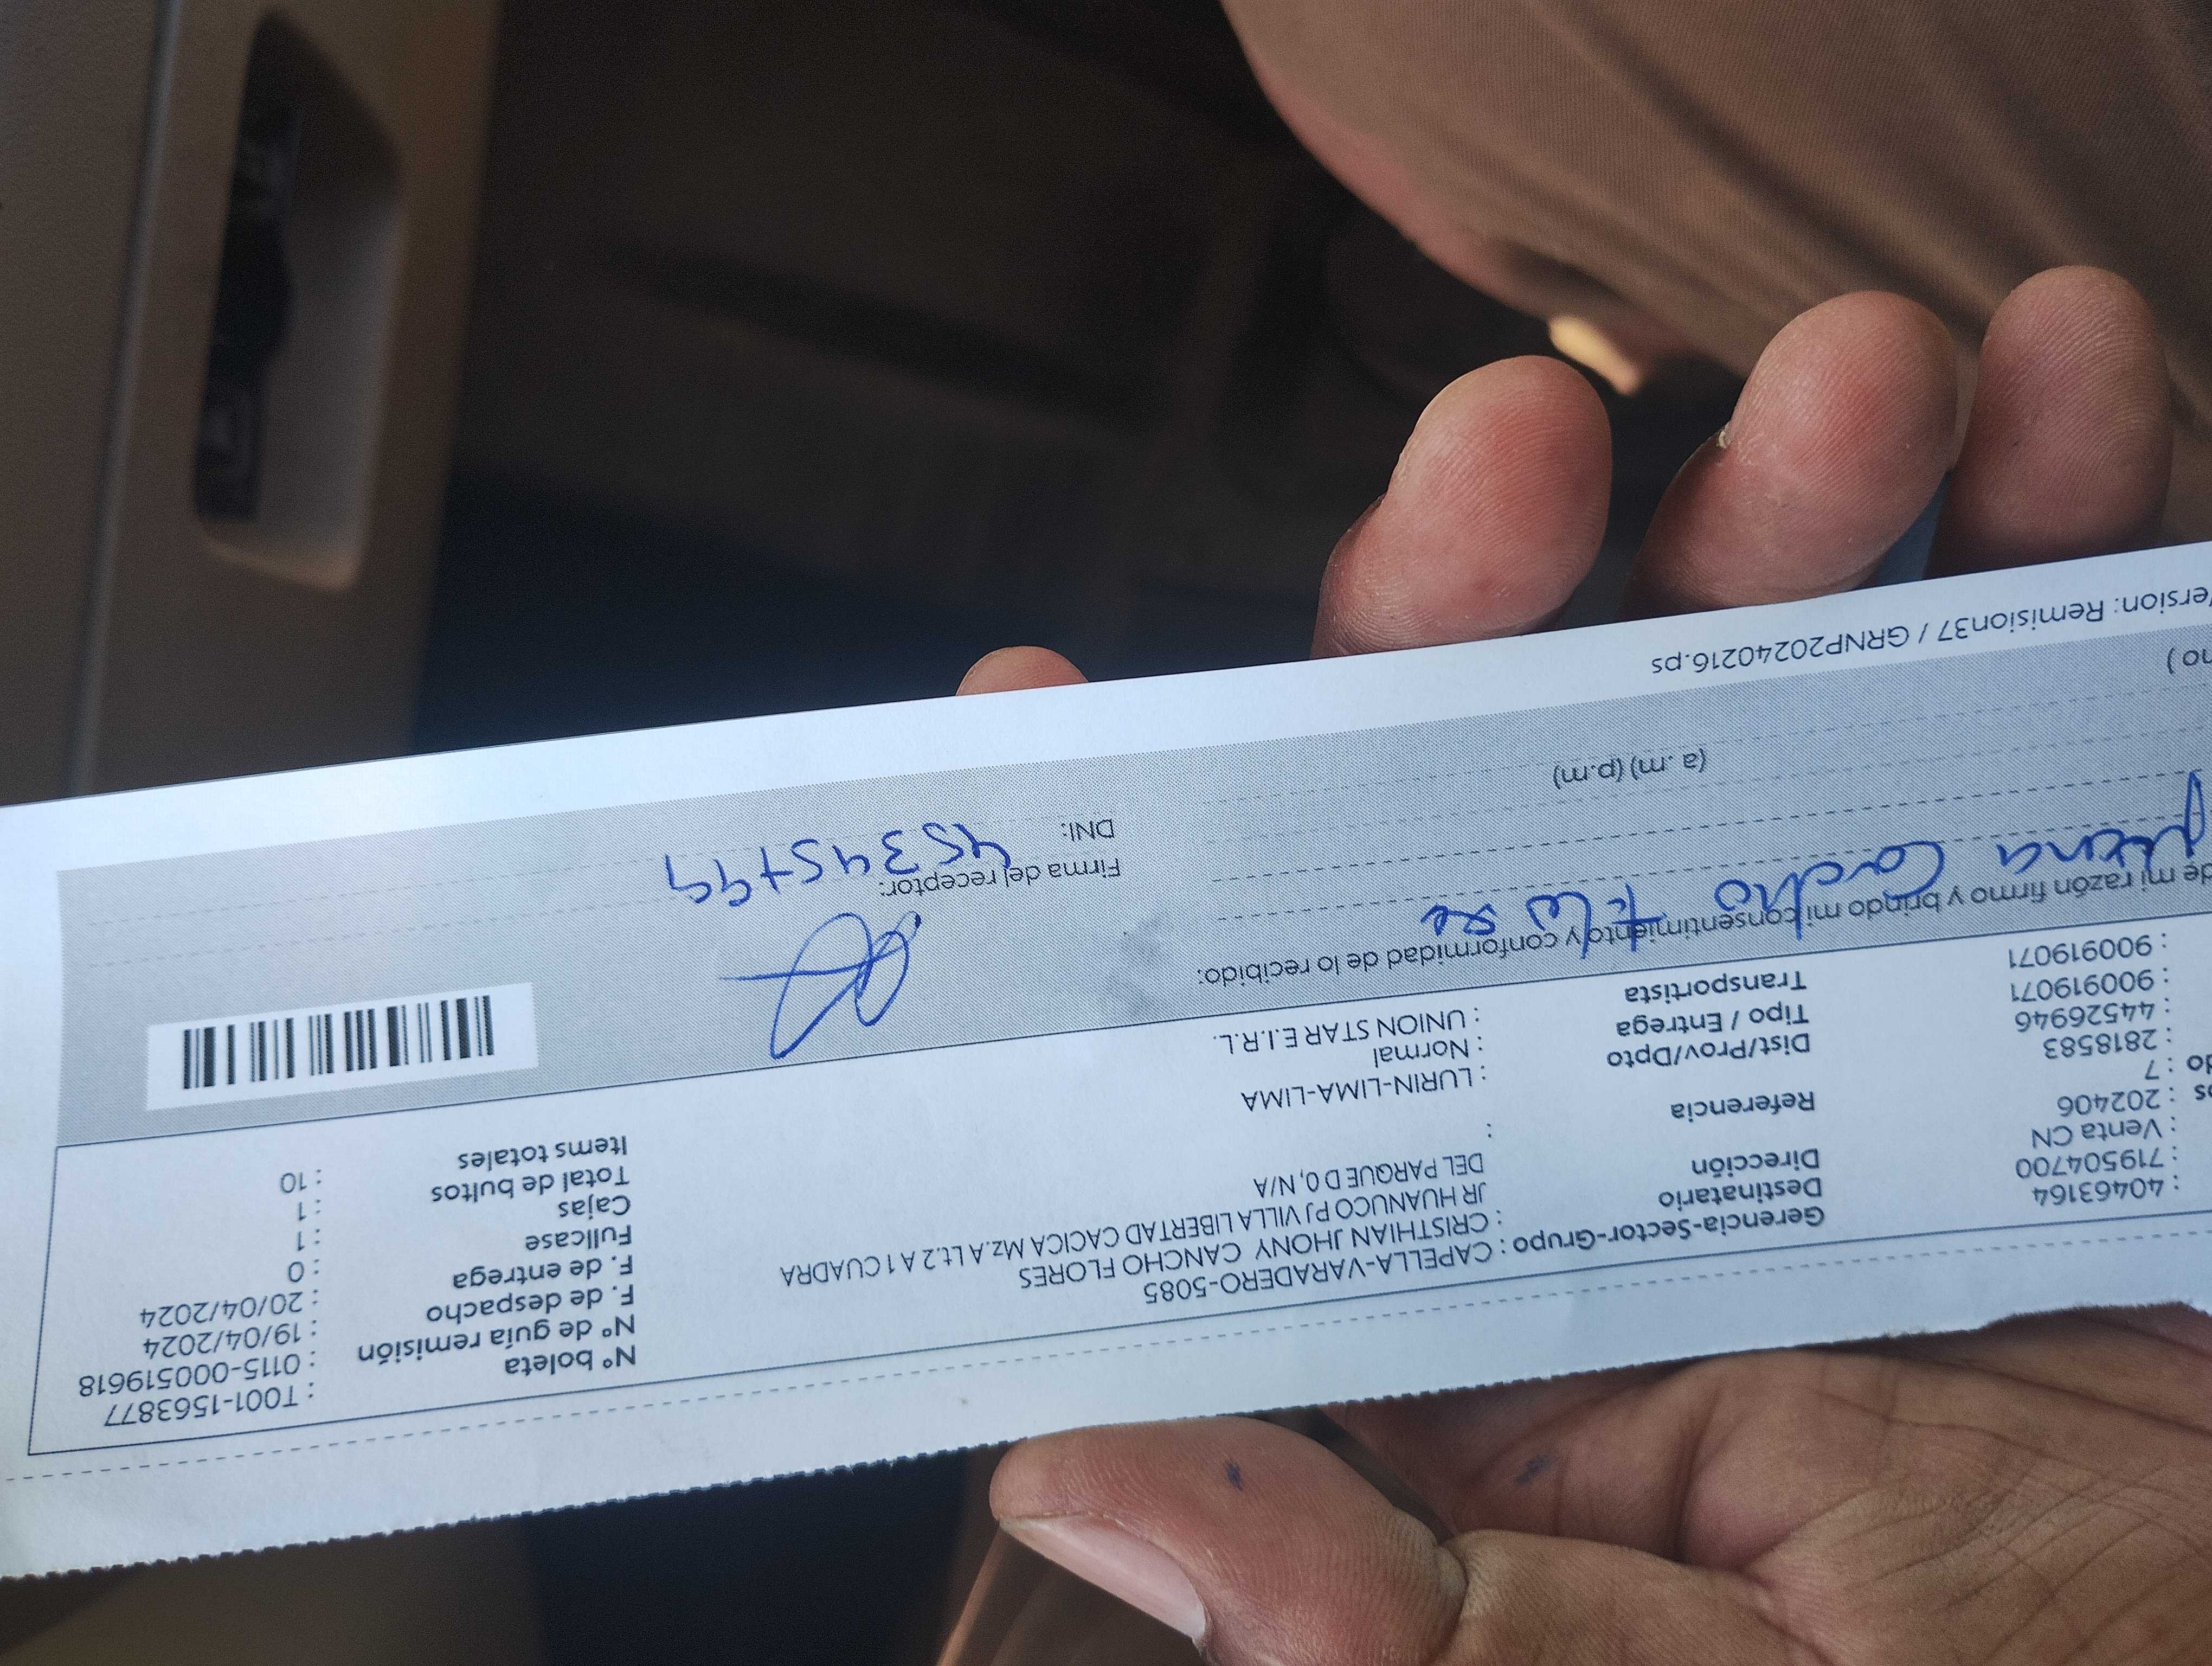 : 40463164
: 719504700
: Venta CN
: 202406
: 7
: 2818583
: 44526946
: 900919071
: 900919071
Gerencia-Sector-Grupo : CAPELLA-VARADERO-5085
Destinatario : CRISTHIAN JHONY CANCHO FLORES
Dirección JR HUANUCO PJ VILLA LIBERTAD CACICA Mz.A Lt.2 A 1 CUADRA
DEL PARQUE D 0, N/A
Referencia :
Dist/Prov/Dpto : LURIN-LIMA-LIMA
Tipo / Entrega : Normal
Transportista : UNION STAR E.I.R.L.
Nº boleta : T001-1563877
Nº de guía remisión : 0115-000519618
F. de despacho : 19/04/2024
F. de entrega : 20/04/2024
Fullcase : 0
Cajas : 1
Total de bultos : 1
Items totales : 10
de mi razón firmo y brindo mi consentimiento y conformidad de lo recibido:
Cancho
Firma del receptor:
DNI: 45345799
(a .m) (p.m)
no )
Version: Remision37 / GRNP20240216.ps